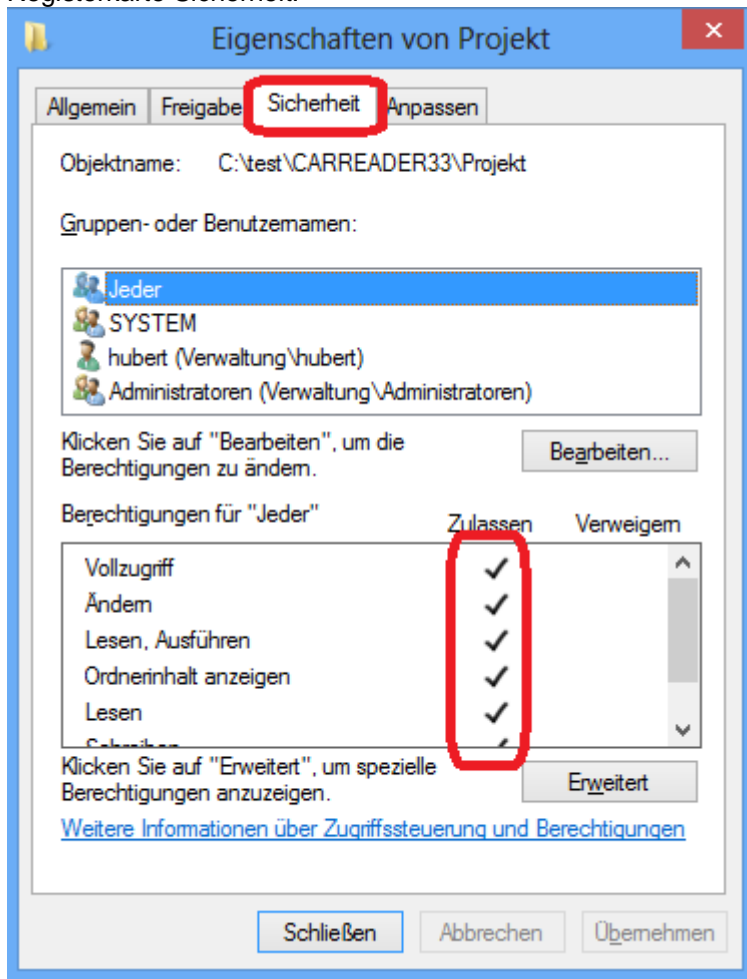 Registerkarte Sicherheit.
Eigenschaften von Projekt
Allgemein Freigabe Sicherheit Anpassen
Objektname: C:\test\CARREADER33\Projekt
Gruppen- oder Benutzernamen:
Jeder
SYSTEM
hubert (Verwaltung\hubert)
Administratoren (Verwaltung\Administratoren)
Klicken Sie auf "Bearbeiten", um die
Berechtigungen zu ändern.
Bearbeiten...
Berechtigungen für "Jeder" Zulassen Verweigern
Vollzugriff
Ändern
Lesen, Ausführen
Ordnerinhalt anzeigen
Lesen
Schreiben
Klicken Sie auf "Erweitert", um spezielle
Berechtigungen anzuzeigen.
Erweitert
Weitere Informationen über Zugriffssteuerung und Berechtigungen
Schließen Abbrechen Übernehmen